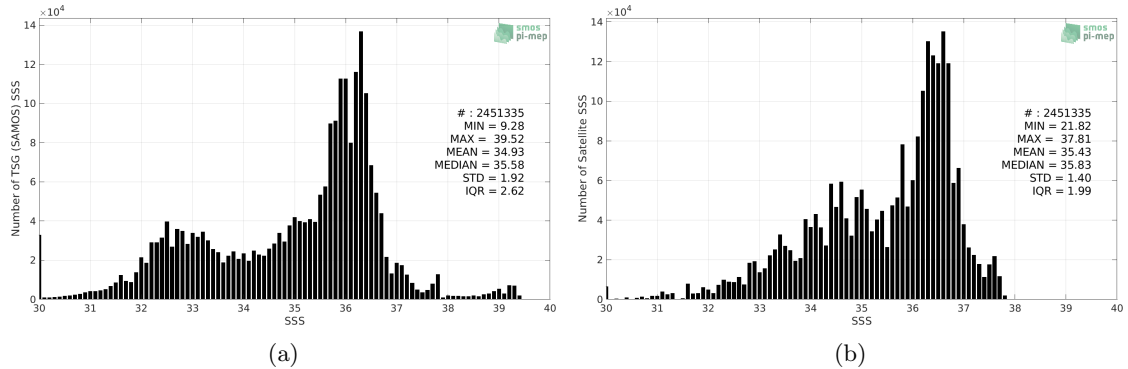 ×10⁴
14
12
10
8
6
4
2
0
Number of TSG (SAMOS) SSS
30 31 32 33 34 35 36 37 38 39 40
SSS
smos
pi-mep
# : 2451335
MIN = 9.28
MAX = 39.52
MEAN = 34.93
MEDIAN = 35.58
STD = 1.92
IQR = 2.62
(a)
×10⁴
14
12
10
8
6
4
2
0
Number of Satellite SSS
30 31 32 33 34 35 36 37 38 39 40
SSS
smos
pi-mep
# : 2451335
MIN = 21.82
MAX = 37.81
MEAN = 35.43
MEDIAN = 35.83
STD = 1.40
IQR = 1.99
(b)